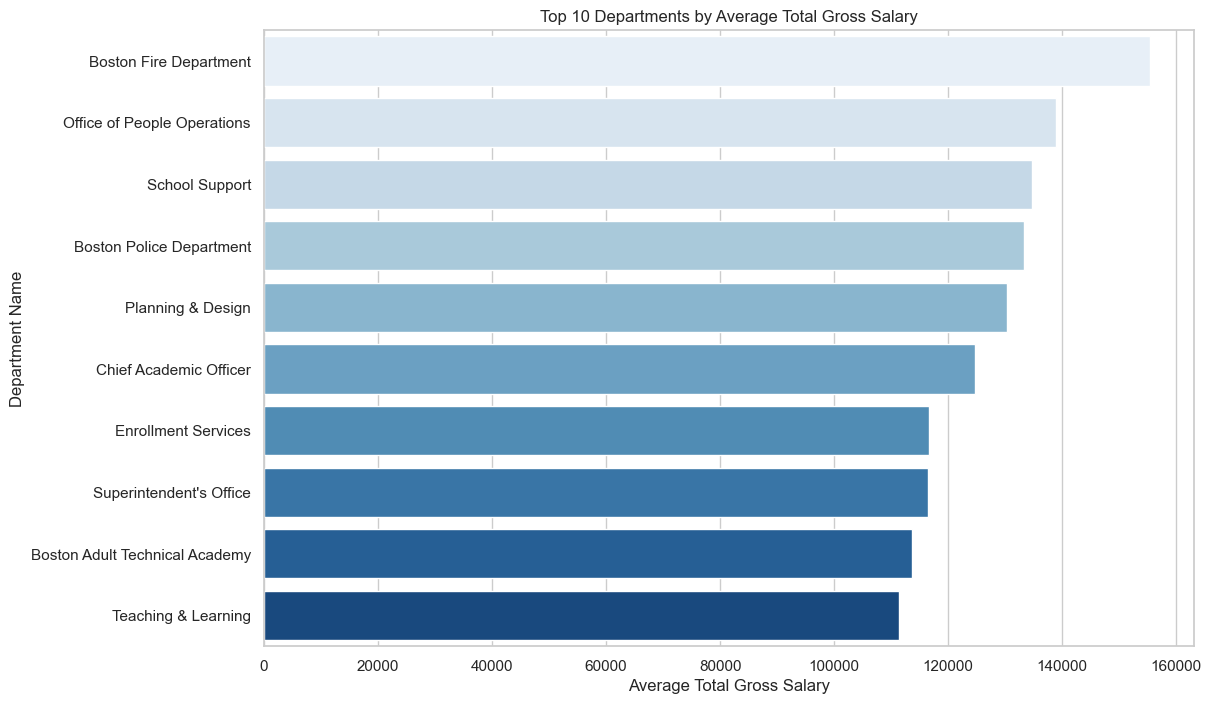 Top 10 Departments by Average Total Gross Salary
Department Name
Boston Fire Department
Office of People Operations
School Support
Boston Police Department
Planning & Design
Chief Academic Officer
Enrollment Services
Superintendent's Office
Boston Adult Technical Academy
Teaching & Learning
0 20000 40000 60000 80000 100000 120000 140000 160000
Average Total Gross Salary